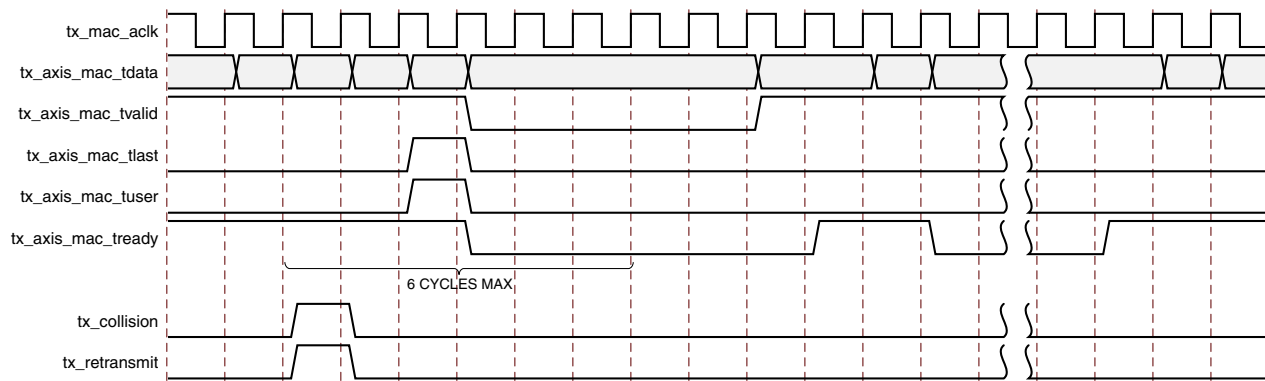 tx_mac_aclk
tx_axis_mac_tdata
tx_axis_mac_tvalid
tx_axis_mac_tlast
tx_axis_mac_tuser
tx_axis_mac_tready
6 CYCLES MAX
tx_collision
tx_retransmit